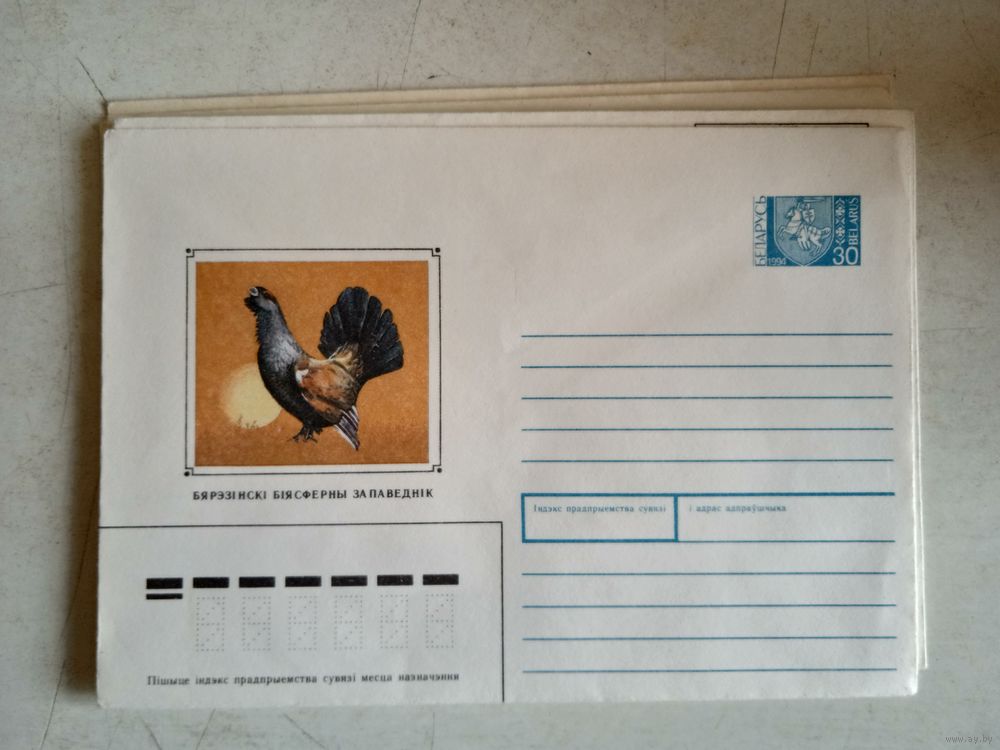 БЕЛАРУСЬ
1994
30
BELARUS
БЯРЭЗІНСКІ БІЯСФЕРНЫ ЗАПАВЕДНІК
Індэкс прадпрыемства сувязі
і адрас адпраўшчыка
Пішыце індэкс прадпрыемства сувязі месца назначэння
www.ay.by